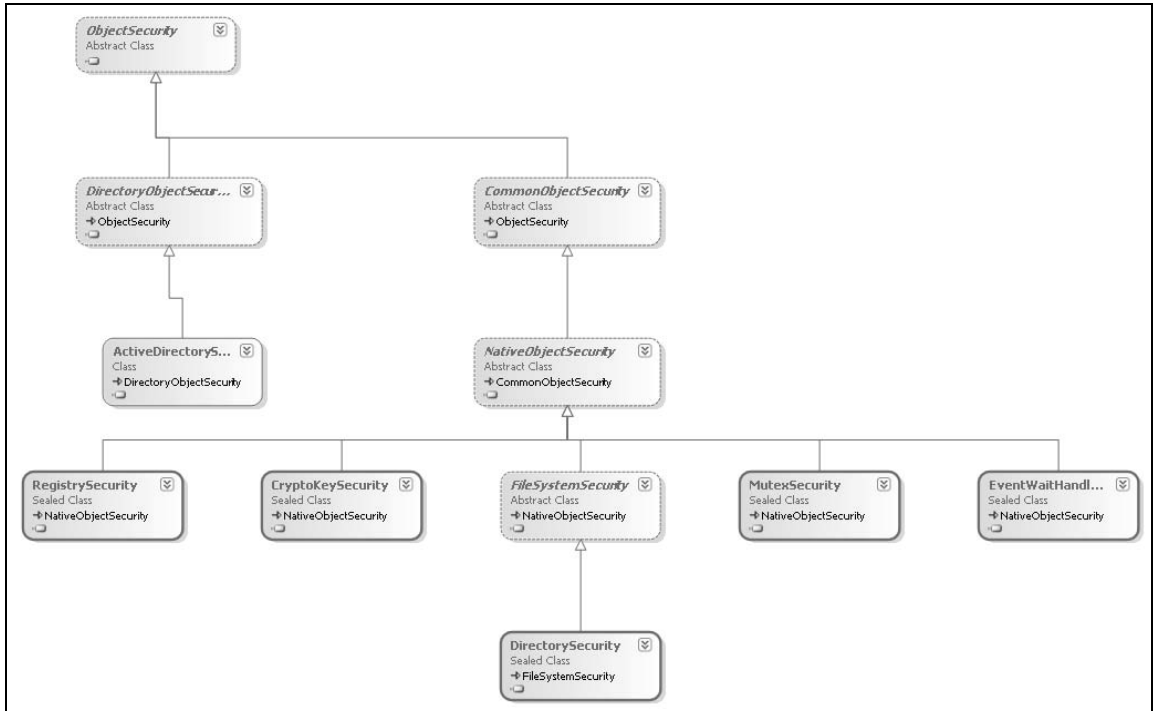 ObjectSecurity
Abstract Class
DirectoryObjectSecur...
Abstract Class
ObjectSecurity
CommonObjectSecurity
Abstract Class
ObjectSecurity
ActiveDirectoryS...
Class
DirectoryObjectSecurity
NativeObjectSecurity
Abstract Class
CommonObjectSecurity
RegistrySecurity
Sealed Class
NativeObjectSecurity
CryptoKeySecurity
Sealed Class
NativeObjectSecurity
FileSystemSecurity
Abstract Class
NativeObjectSecurity
MutexSecurity
Sealed Class
NativeObjectSecurity
EventWaitHandl...
Sealed Class
NativeObjectSecurity
DirectorySecurity
Sealed Class
FileSystemSecurity